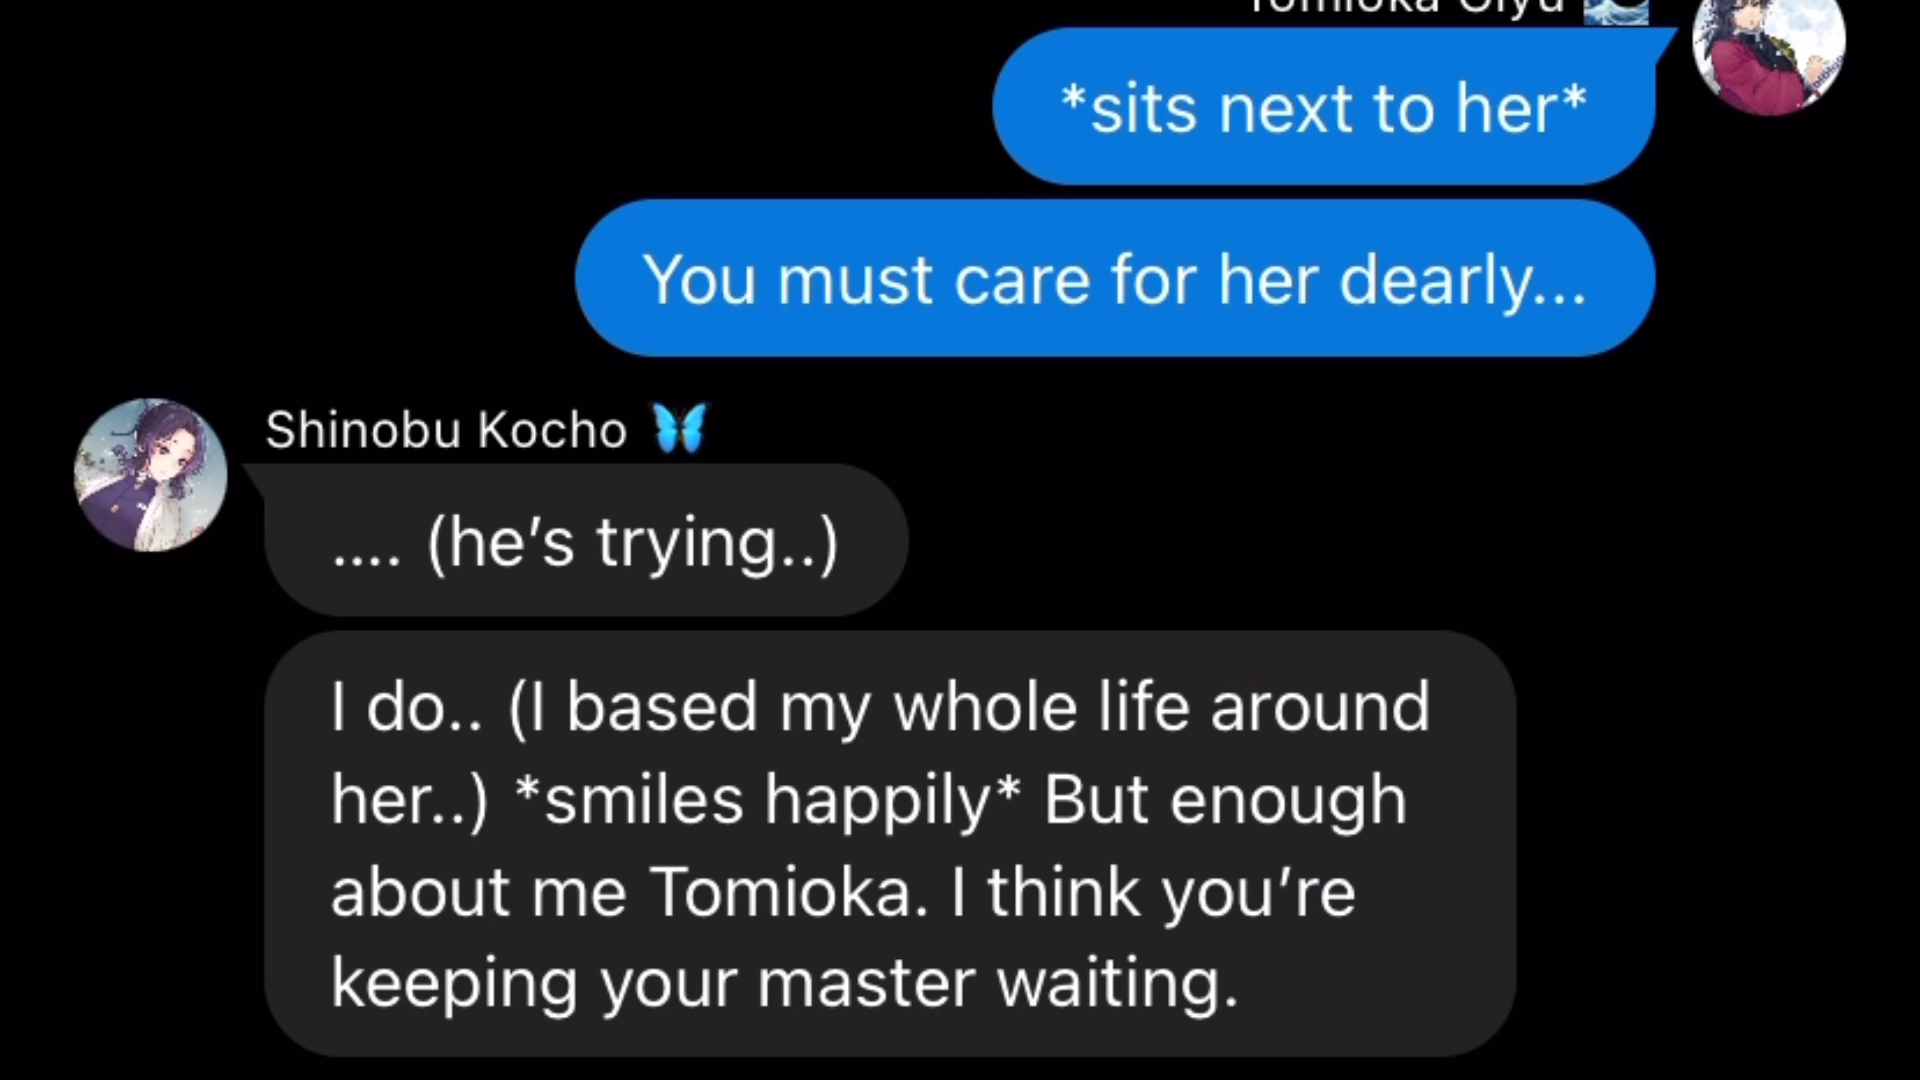 Tomioka Giyu 🌊
*sits next to her*
You must care for her dearly...
Shinobu Kocho 🦋
.... (he's trying..)
I do.. (I based my whole life around
her..) *smiles happily* But enough
about me Tomioka. I think you're
keeping your master waiting.